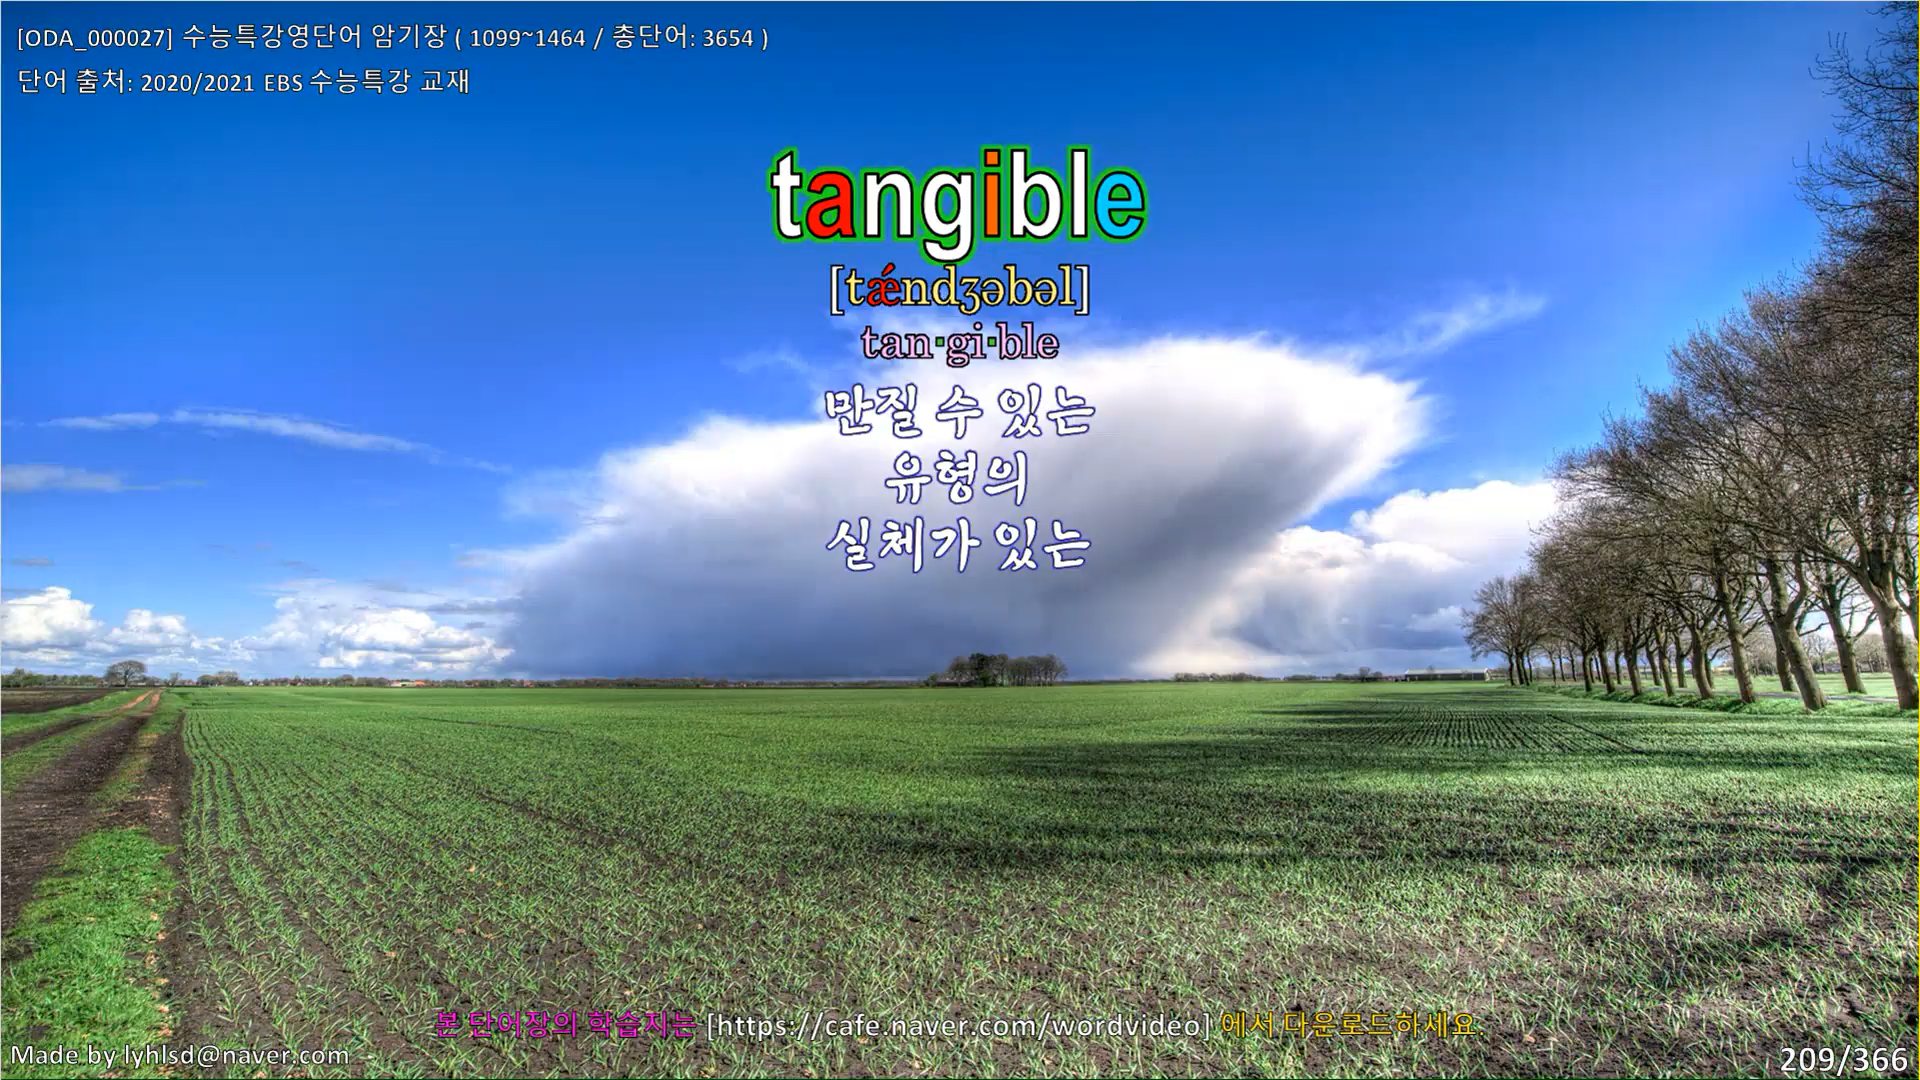 [ODA_000027] 수능특강영단어 암기장 ( 1099~1464 / 총단어: 3654 )
단어 출처: 2020/2021 EBS 수능특강 교재
tangible
[tǽndʒəbəl]
tan·gi·ble
만질 수 있는
유형의
실체가 있는
본 단어장의 학습지는 [https://cafe.naver.com/wordvideo] 에서 다운로드하세요.
Made by lyhlsd@naver.com
209/366